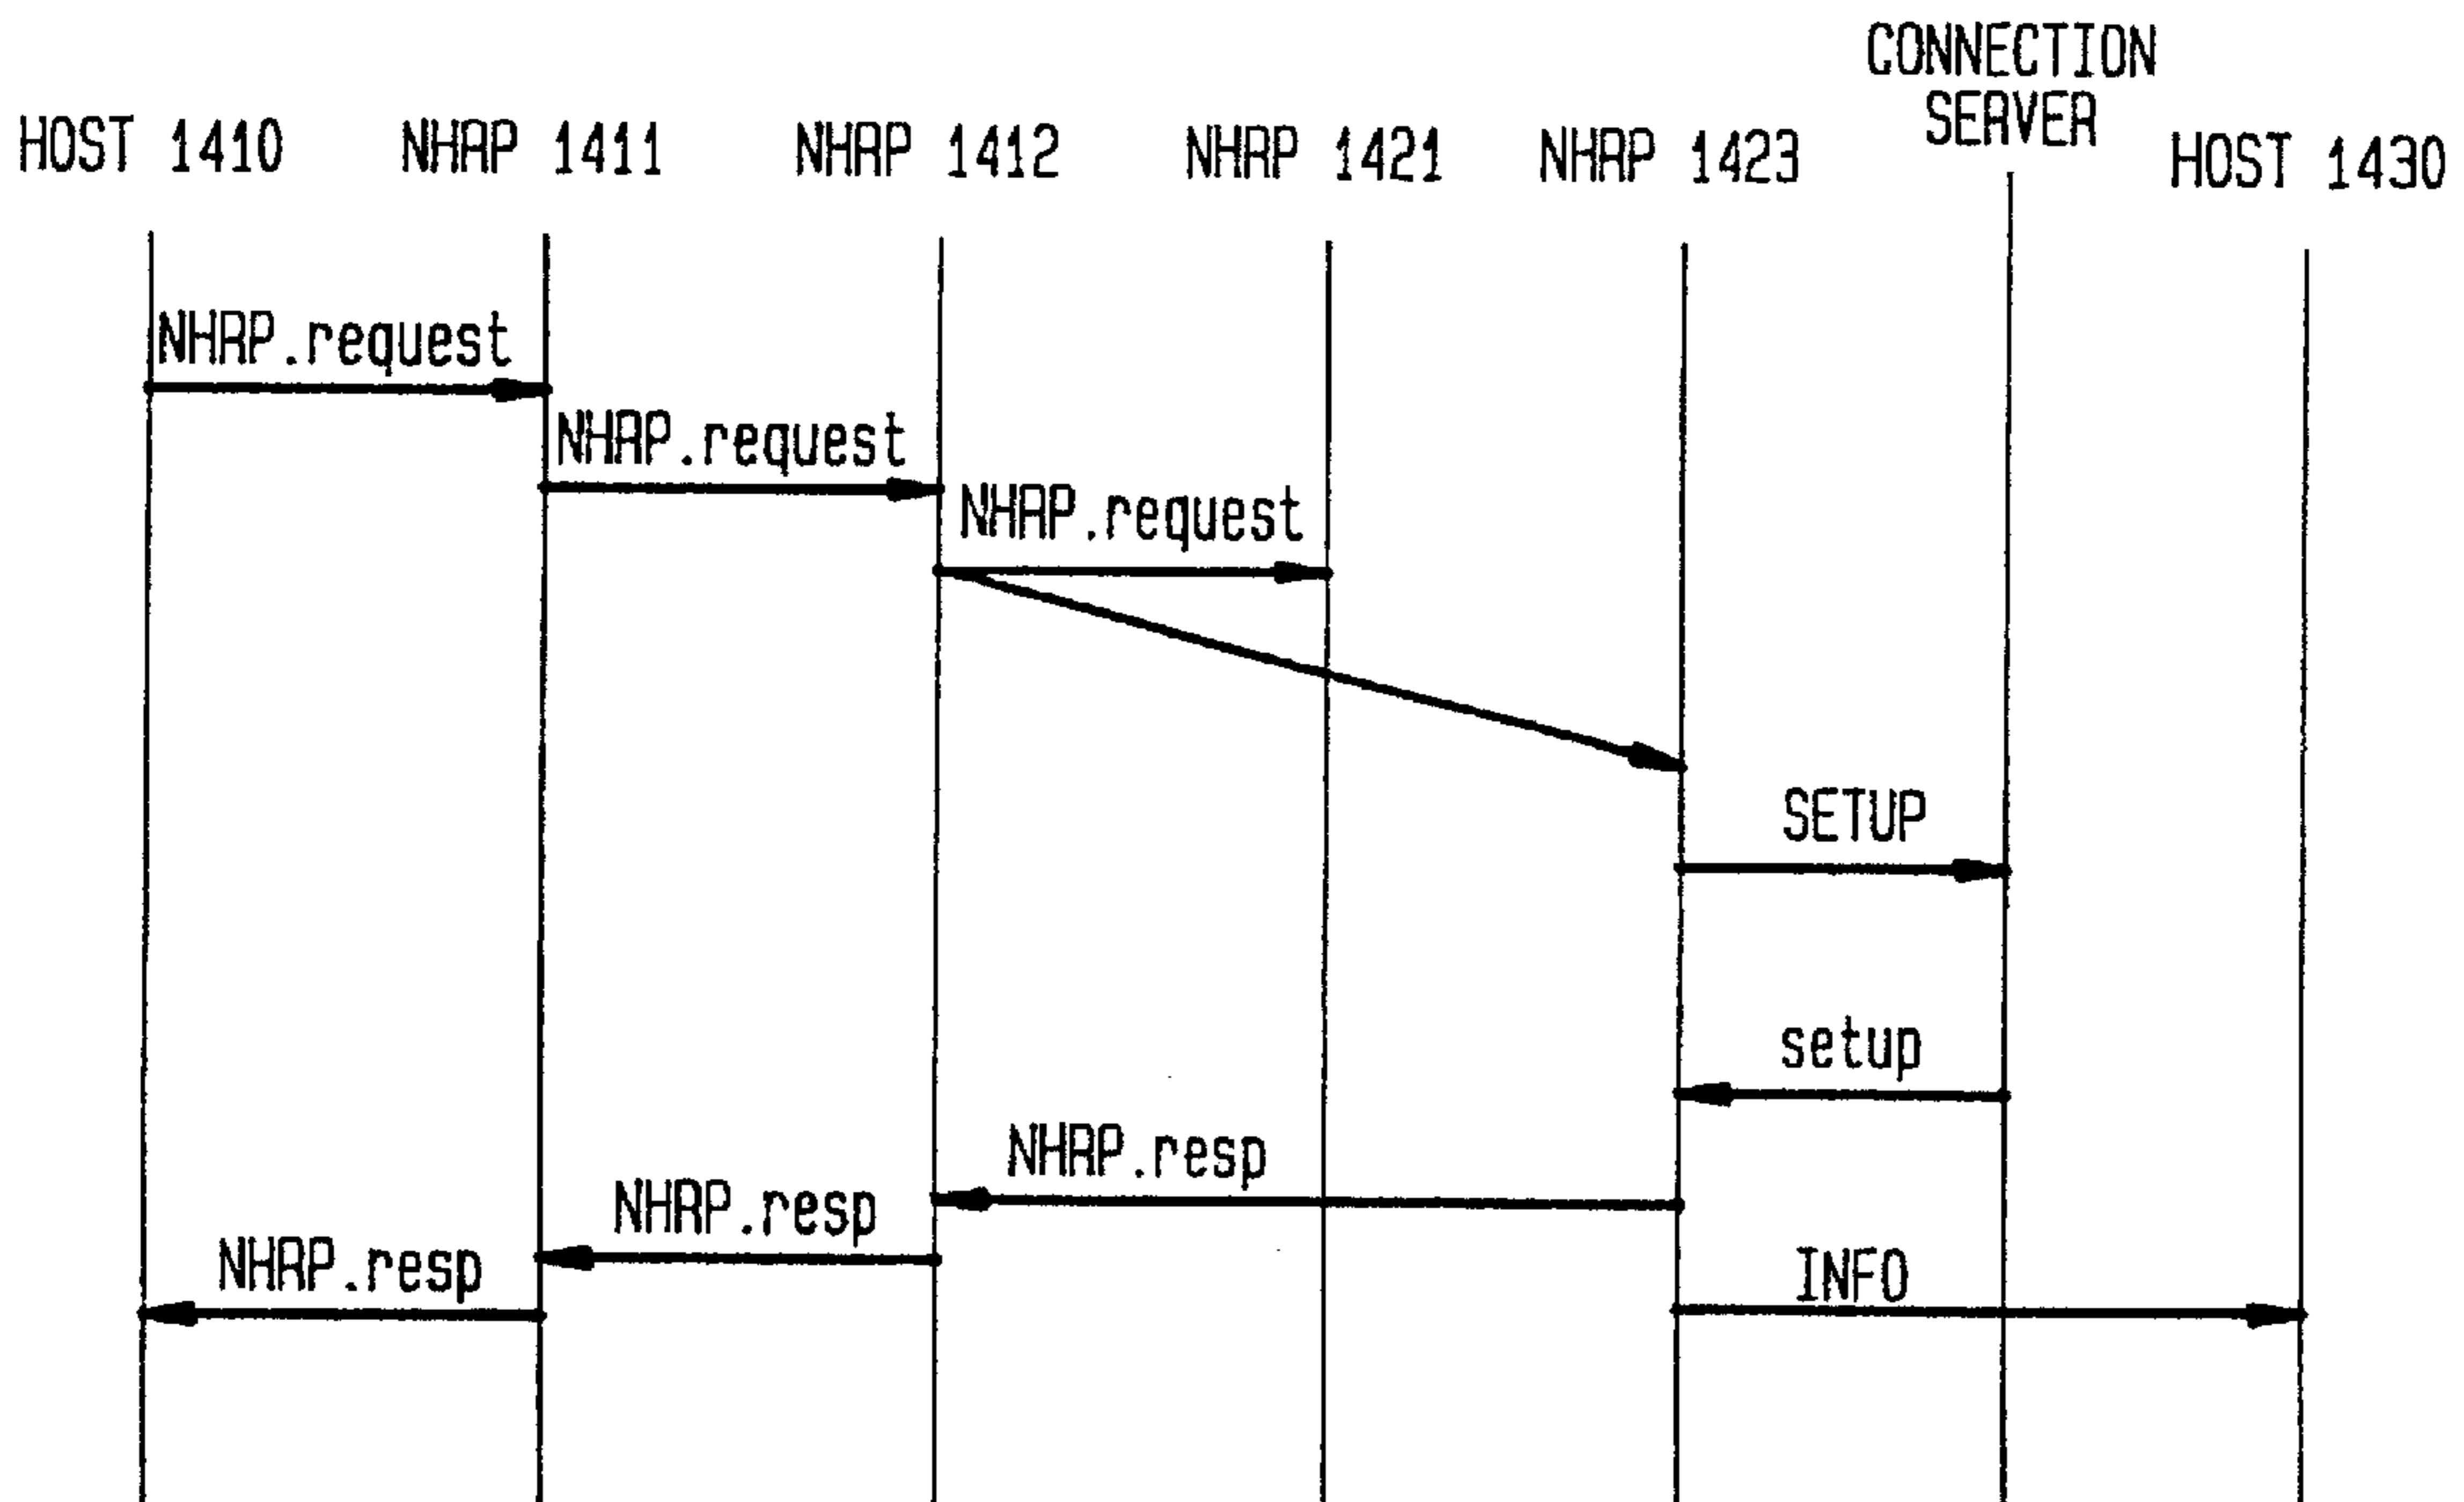 CONNECTION
SERVER
HOST 1410 NHRP 1411 NHRP 1412 NHRP 1421 NHRP 1423 HOST 1430
NHRP.request
NHRP.request
NHRP.request
SETUP
setup
NHRP.resp
NHRP.resp
NHRP.resp
INFO